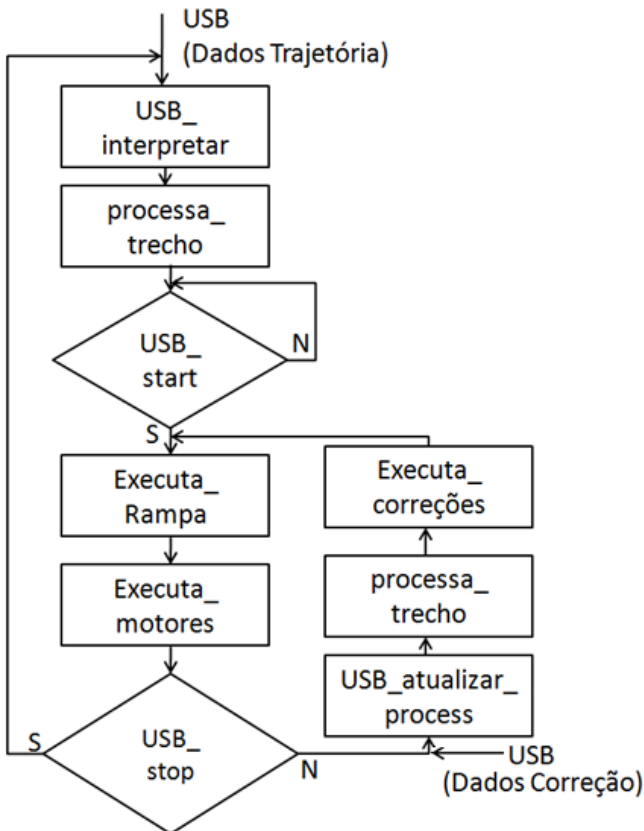 USB
(Dados Trajetória)
USB_
interpretar
processa_
trecho
USB_
start
N
S
Executa_
Rampa
Executa_
motores
USB_
stop
S
N
USB
(Dados Correção)
USB_atualizar_
process
processa_
trecho
Executa_
correções